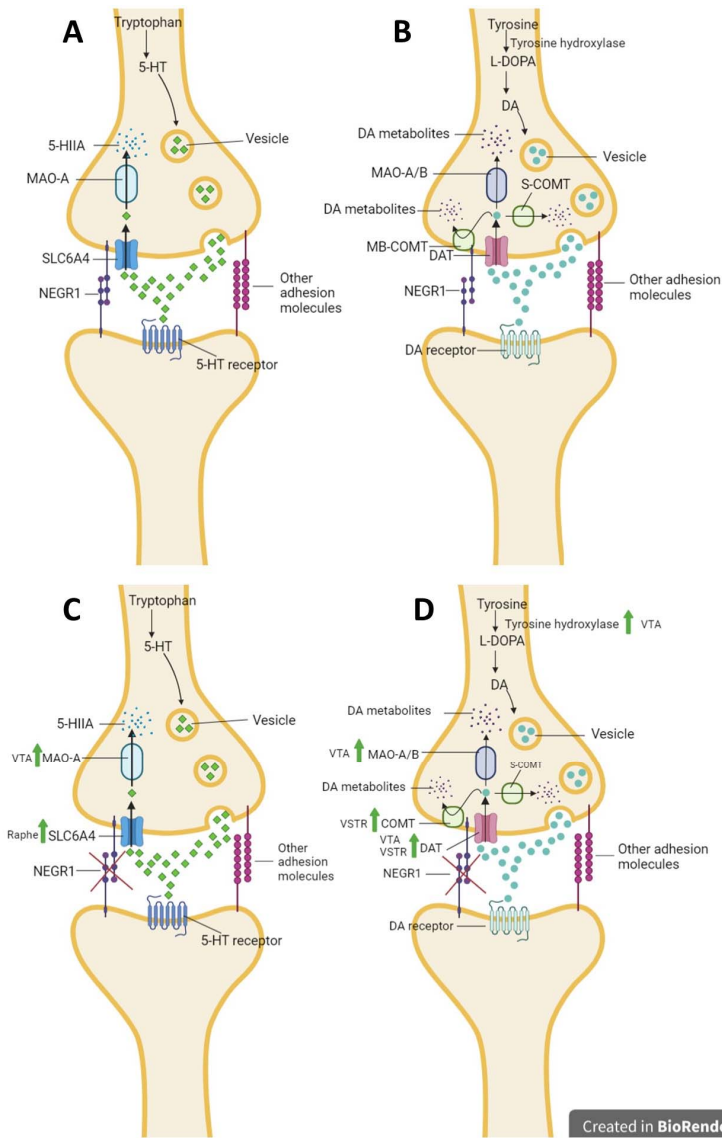 A
Tryptophan
5-HT
5-HIIA
Vesicle
MAO-A
SLC6A4
NEGR1
Other
adhesion
molecules
5-HT receptor
B
Tyrosine
Tyrosine hydroxylase
L-DOPA
DA
DA metabolites
Vesicle
MAO-A/B
S-COMT
DA metabolites
MB-COMT
DAT
NEGR1
Other adhesion
molecules
DA receptor
C
Tryptophan
5-HT
5-HIIA
Vesicle
VTA MAO-A
Raphe SLC6A4
NEGR1
Other
adhesion
molecules
5-HT receptor
D
Tyrosine
Tyrosine hydroxylase VTA
L-DOPA
DA
DA metabolites
Vesicle
VTA MAO-A/B
S-COMT
DA metabolites
VSTR COMT
VTA
VSTR DAT
NEGR1
Other adhesion
molecules
DA receptor
Created in BioRende